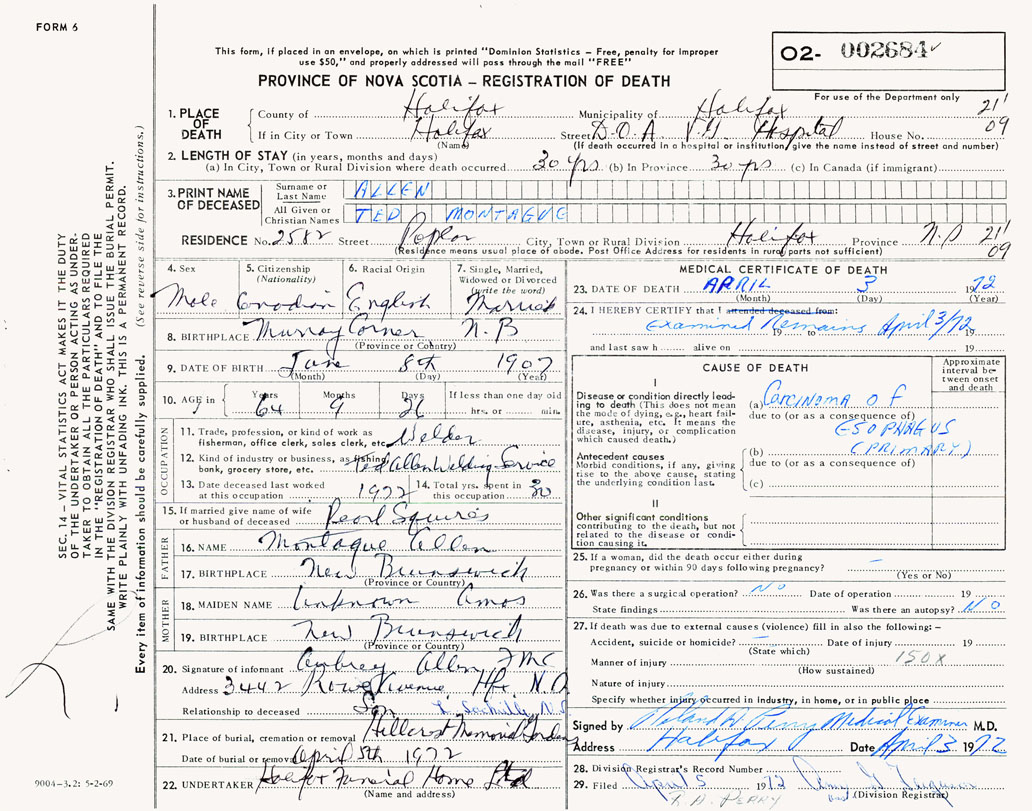 FORM 6
This form, if placed in an envelope, on which is printed "Dominion Statistics – Free, penalty for improper
use $50," and properly addressed will pass through the mail "FREE"
PROVINCE OF NOVA SCOTIA – REGISTRATION OF DEATH
O2- 002684
For use of the Department only
1. PLACE OF DEATH
County of Halifax Municipality of Halifax 21'
If in City or Town Halifax Street D.O.A. V.G. Hospital House No. 09
(Name) (If death occurred in a hospital or institution, give the name instead of street and number)
2. LENGTH OF STAY (in years, months and days)
(a) In City, Town or Rural Division where death occurred 30 yrs (b) In Province 30 yrs (c) In Canada (if immigrant)
3. PRINT NAME OF DECEASED
Surname or Last Name ALLEN
All Given or Christian Names TED MONTAGUE
RESIDENCE No. 2582 Street Poplar City, Town or Rural Division Halifax Province N.S 21'
(Residence means usual place of abode. Post Office Address for residents in rural parts not sufficient) 09
4. Sex
Male
5. Citizenship (Nationality)
Canadian
6. Racial Origin
English
7. Single, Married, Widowed or Divorced (write the word)
Married
8. BIRTHPLACE Murray Corner N.B
(Province or Country)
9. DATE OF BIRTH June 8th 1907
(Month) (Day) (Year)
10. AGE in Years 64 Months 9 Days 26 If less than one day old hrs. or min.
OCCUPATION
11. Trade, profession, or kind of work as fisherman, office clerk, sales clerk, etc. Welder
12. Kind of industry or business, as fishing, bank, grocery store, etc. Ted Allen Welding Service
13. Date deceased last worked at this occupation 1972
14. Total yrs. spent in this occupation 30
15. If married give name of wife or husband of deceased Pearl Squires
FATHER
16. NAME Montague Allen
17. BIRTHPLACE New Brunswick
(Province or Country)
MOTHER
18. MAIDEN NAME Unknown Amos
19. BIRTHPLACE New Brunswick
(Province or Country)
20. Signature of informant Aubrey Allen
Address 3442 Rowe Avenue, Hfx, N.S
Relationship to deceased Son
21. Place of burial, cremation or removal Hillcrest Memorial Gardens
Date of burial or removal April 5th 1972
22. UNDERTAKER Halifax Funeral Home Ltd
(Name and address)
MEDICAL CERTIFICATE OF DEATH
23. DATE OF DEATH APRIL 3 1972
(Month) (Day) (Year)
24. I HEREBY CERTIFY that I attended deceased from:
Examined Remains April 3/72
19 19
and last saw h alive on 19
CAUSE OF DEATH
Approximate interval between onset and death
I
Disease or condition directly leading to death (This does not mean the mode of dying, e.g., heart failure, asthenia, etc. It means the disease, injury, or complication which caused death.)
(a) CARCINOMA OF
due to (or as a consequence of)
ESOPHAGUS
Antecedent causes
Morbid conditions, if any, giving rise to the above cause, stating the underlying condition last.
(b) (PRIMARY)
due to (or as a consequence of)
(c)
II
Other significant conditions
contributing to the death, but not related to the disease or condition causing it.
25. If a woman, did the death occur either during
pregnancy or within 90 days following pregnancy? –
(Yes or No)
26. Was there a surgical operation? NO Date of operation 19
State findings Was there an autopsy? NO
27. If death was due to external causes (violence) fill in also the following:–
Accident, suicide or homicide? – Date of injury 19
(State which)
Manner of injury 150X
(How sustained)
Nature of injury
Specify whether injury occurred in industry, in home, or in public place
Signed by Roland W Perry Medical Examiner M.D.
Address Halifax Date April 3 1972
28. Division Registrar's Record Number
29. Filed April 5 1972
(Division Registrar)
R. A. PERRY
SEC. 14 – VITAL STATISTICS ACT MAKES IT THE DUTY
OF THE UNDERTAKER OR PERSON ACTING AS UNDER-
TAKER TO OBTAIN ALL THE PARTICULARS REQUIRED
IN THE "REGISTRATION OF DEATH" AND FILE THE
SAME WITH THE DIVISION REGISTRAR WHO SHALL ISSUE THE BURIAL PERMIT.
WRITE PLAINLY WITH UNFADING INK. THIS IS A PERMANENT RECORD.
Every item of information should be carefully supplied. (See reverse side for instructions.)
9004–3.2: 5-2-69